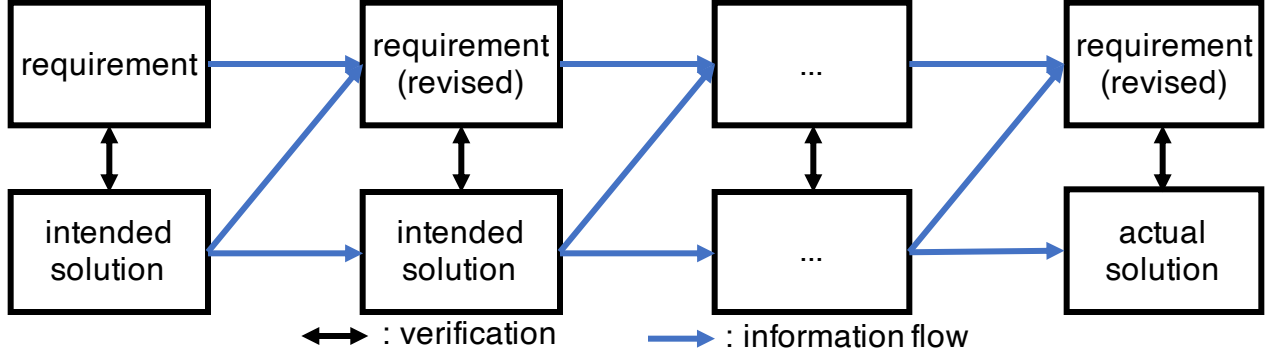 requirement
requirement
(revised)
...
requirement
(revised)
intended
solution
intended
solution
...
actual
solution
: verification
: information flow